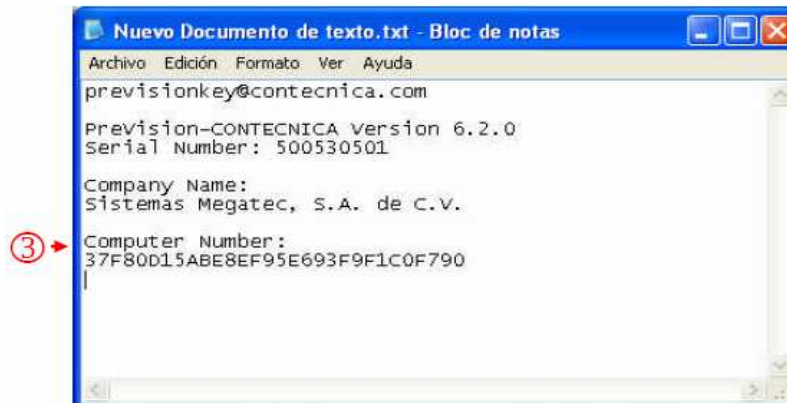 Nuevo Documento de texto.txt - Bloc de notas
Archivo Edición Formato Ver Ayuda
previsionkey@contecnica.com
PreVision-CONTECNICA Version 6.2.0
Serial Number: 500530501
Company Name:
Sistemas Megatec, S.A. de C.V.
3
Computer Number:
37F80D15ABE8EF95E693F9F1C0F790